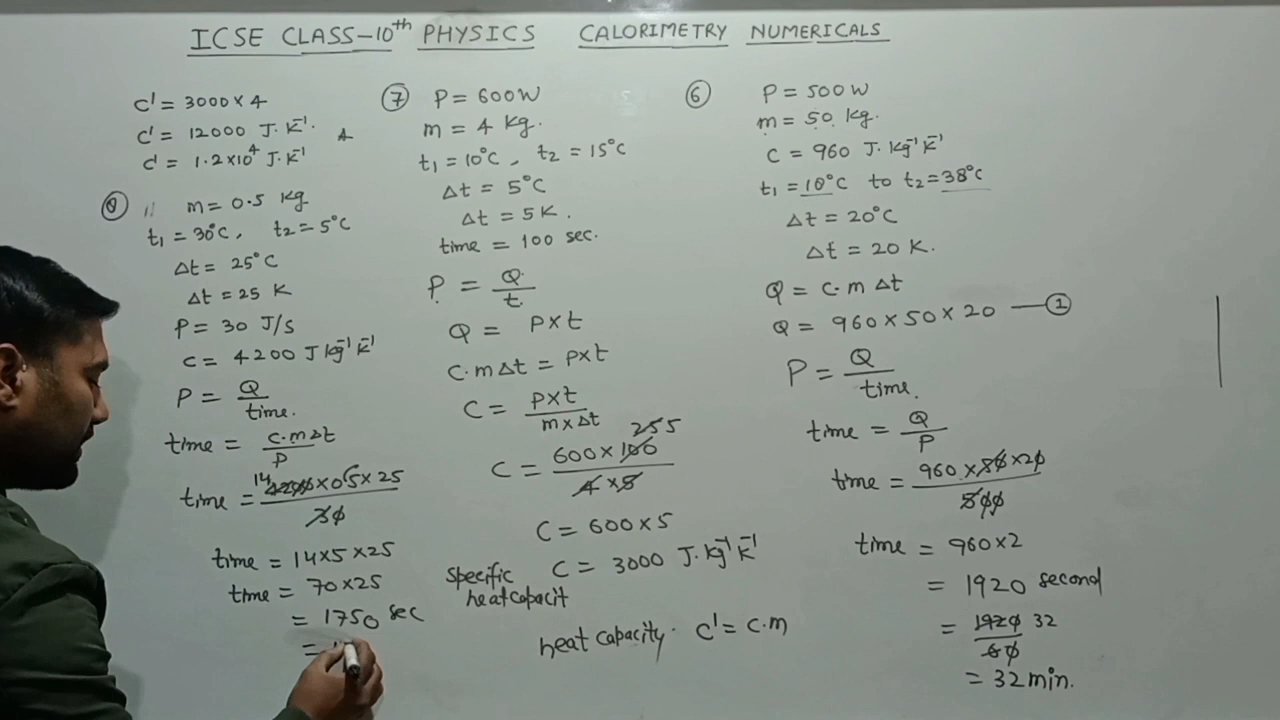 ICSE CLASS-10th PHYSICS CALORIMETRY NUMERICALS
C' = 3000 × 4
C' = 12000 J·K⁻¹.
C' = 1.2×10⁴ J·K⁻¹
⑧ m = 0.5 kg
t₁ = 30°C, t₂ = 5°C
Δt = 25°C
Δt = 25 K
P = 30 J/s
C = 4200 J kg⁻¹ K⁻¹
P = Q / time.
time = C·mΔt / P
time = 4200 × 0.5 × 25 / 30 14
time = 14×5×25
time = 70×25
= 1750 sec
=
⑦ P = 600W
m = 4 kg.
t₁ = 10°C, t₂ = 15°C
Δt = 5°C
Δt = 5K.
time = 100 sec.
P = Q / t
Q = P×t
C·mΔt = P×t
C = P×t / m×Δt
C = 600 × 100 / 4 × 5 25 5
C = 600 × 5
Specific heat capacit C = 3000 J·kg⁻¹ K⁻¹
heat capacity. C' = C·m
⑥ P = 500 W
m = 50 kg.
C = 960 J·kg⁻¹ K⁻¹
t₁ = 18°C to t₂ = 38°C
Δt = 20°C
Δt = 20 K.
Q = C·m Δt
Q = 960 × 50 × 20 — ①
P = Q / time.
time = Q / P
time = 960 × 50 × 20 / 500
time = 960×2
= 1920 second
= 1920 / 60 32
= 32 min.